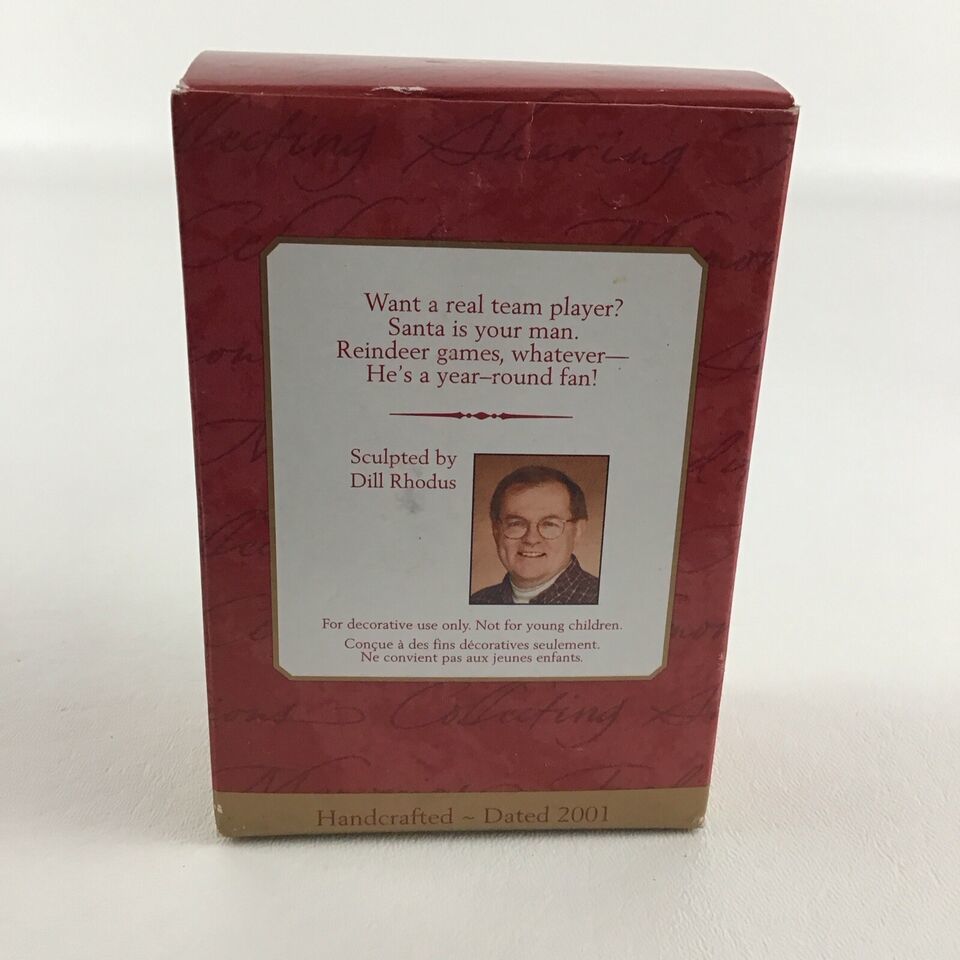 Collecting Sharing
Want a real team player?
Santa is your man.
Reindeer games, whatever—
He's a year–round fan!
Sculpted by
Dill Rhodus
For decorative use only. Not for young children.
Conçue à des fins décoratives seulement.
Ne convient pas aux jeunes enfants.
Collecting
Handcrafted ~ Dated 2001